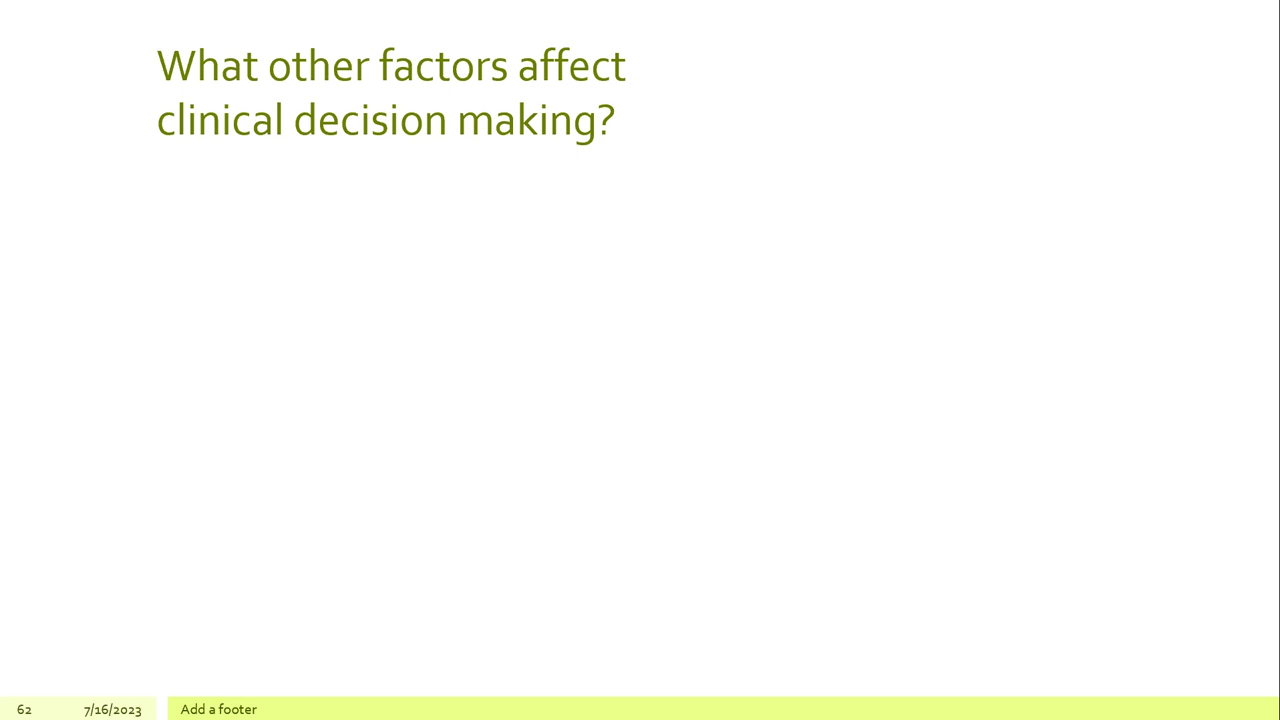 What other factors affect
clinical decision making?
62 7/16/2023 Add a footer